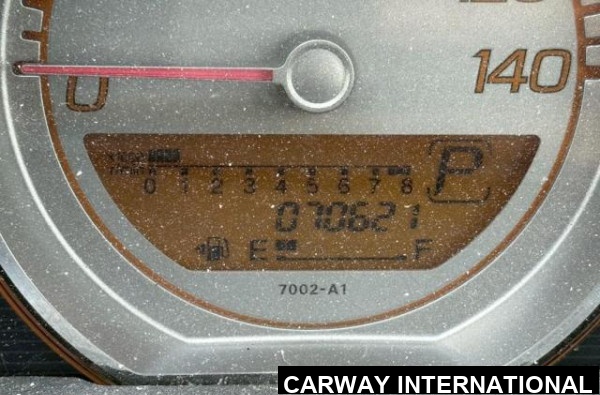 0 140
0 1 2 3 4 5 6 7 8 P
070621
E F
7002-A1
CARWAY INTERNATIONAL